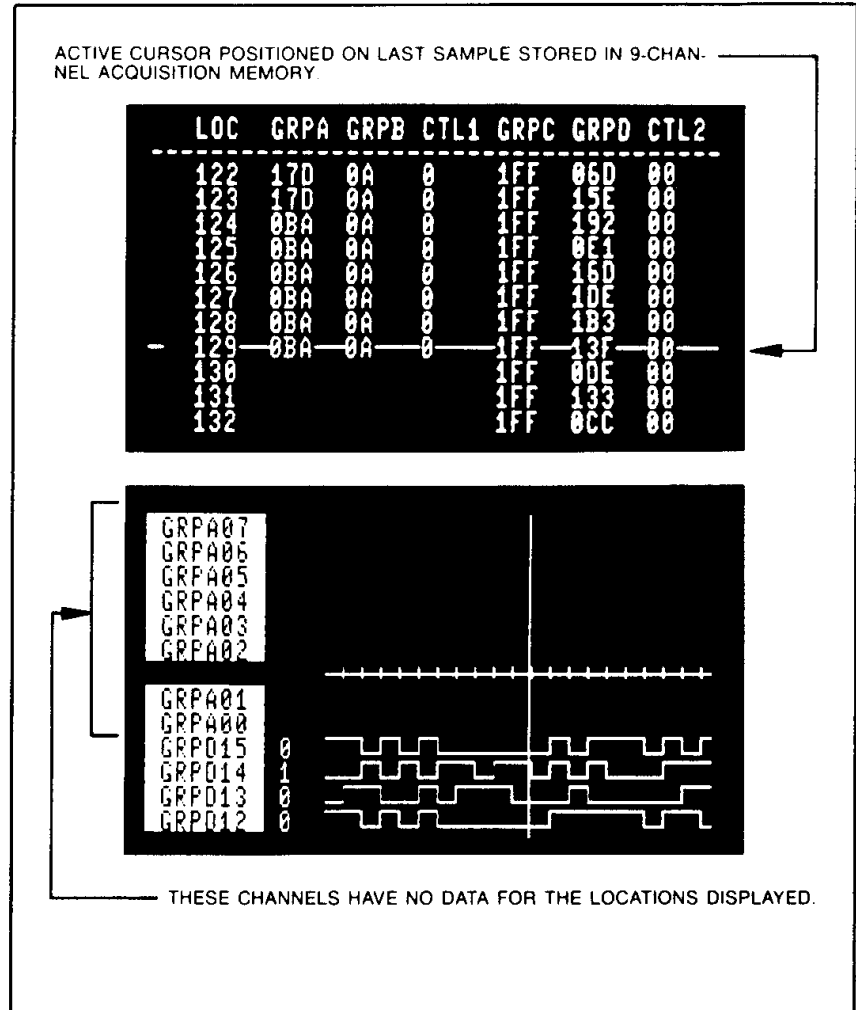 ACTIVE CURSOR POSITIONED ON LAST SAMPLE STORED IN 9-CHAN-
NEL ACQUISITION MEMORY.
LOC GRPA GRPB CTL1 GRPC GRPD CTL2
122 17D 0A 0 1FF 06D 00
123 17D 0A 0 1FF 15E 00
124 0BA 0A 0 1FF 192 00
125 0BA 0A 0 1FF 0E1 00
126 0BA 0A 0 1FF 16D 00
127 0BA 0A 0 1FF 1DE 00
128 0BA 0A 0 1FF 1B3 00
129 0BA 0A 0 1FF 13F 00
130 1FF 0DE 00
131 1FF 133 00
132 1FF 0CC 00
GRPA07
GRPA06
GRPA05
GRPA04
GRPA03
GRPA02
GRPA01
GRPA00
GRPD15 0
GRPD14 1
GRPD13 0
GRPD12 0
THESE CHANNELS HAVE NO DATA FOR THE LOCATIONS DISPLAYED.